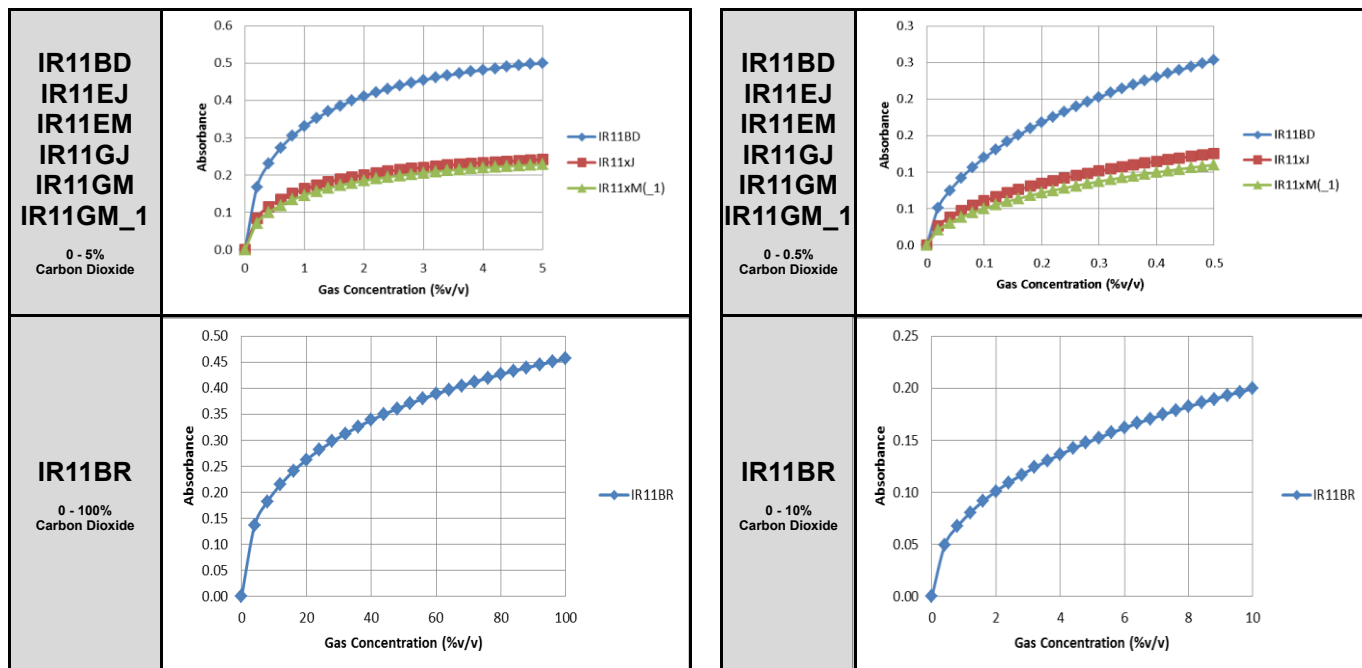 IR11BD
IR11EJ
IR11EM
IR11GJ
IR11GM
IR11GM_1
0 - 5%
Carbon Dioxide
0.6
0.5
0.4
0.3
0.2
0.1
0.0
Absorbance
0 1 2 3 4 5
Gas Concentration (%v/v)
IR11BD
IR11xJ
IR11xM(_1)
IR11BD
IR11EJ
IR11EM
IR11GJ
IR11GM
IR11GM_1
0 - 0.5%
Carbon Dioxide
0.3
0.3
0.2
0.2
0.1
0.1
0.0
Absorbance
0 0.1 0.2 0.3 0.4 0.5
Gas Concentration (%v/v)
IR11BD
IR11xJ
IR11xM(_1)
IR11BR
0 - 100%
Carbon Dioxide
0.50
0.45
0.40
0.35
0.30
0.25
0.20
0.15
0.10
0.05
0.00
Absorbance
0 20 40 60 80 100
Gas Concentration (%v/v)
IR11BR
IR11BR
0 - 10%
Carbon Dioxide
0.25
0.20
0.15
0.10
0.05
0.00
Absorbance
0 2 4 6 8 10
Gas Concentration (%v/v)
IR11BR